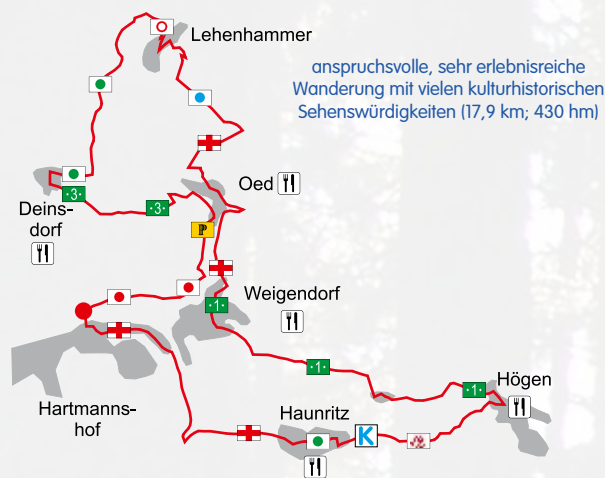 Lehenhammer
anspruchsvolle, sehr erlebnisreiche
Wanderung mit vielen kulturhistorischen
Sehenswürdigkeiten (17,9 km; 430 hm)
Oed
·3·
·3·
Deins-
dorf
P
Weigendorf
·1·
·1·
·1·
Högen
Hartmanns-
hof
Haunritz
K